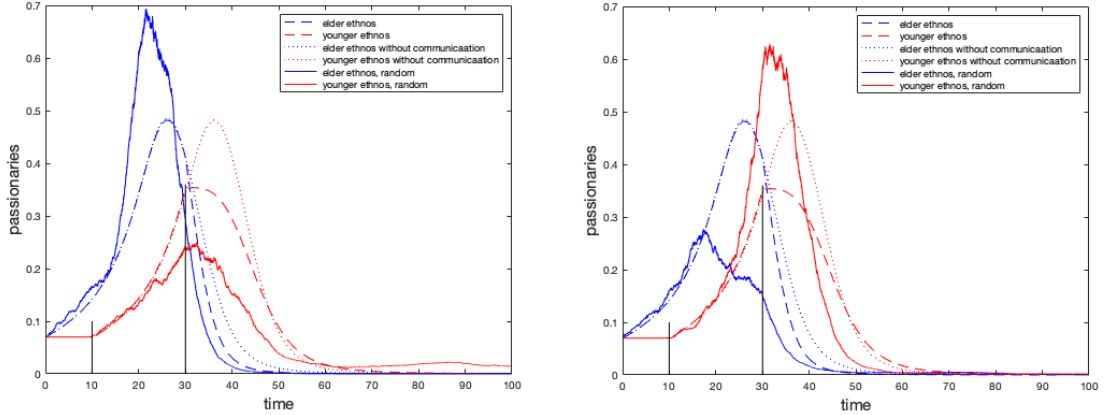 0.7
0.6
0.5
0.4
0.3
0.2
0.1
0
passionaries
0 10 20 30 40 50 60 70 80 90 100
time
elder ethnos
younger ethnos
elder ethnos without communicaation
younger ethnos without communicaation
elder ethnos, random
younger ethnos, random
0.7
0.6
0.5
0.4
0.3
0.2
0.1
0
passionaries
0 10 20 30 40 50 60 70 80 90 100
time
elder ethnos
younger ethnos
elder ethnos without communicaation
younger ethnos without communicaation
elder ethnos, random
younger ethnos, random